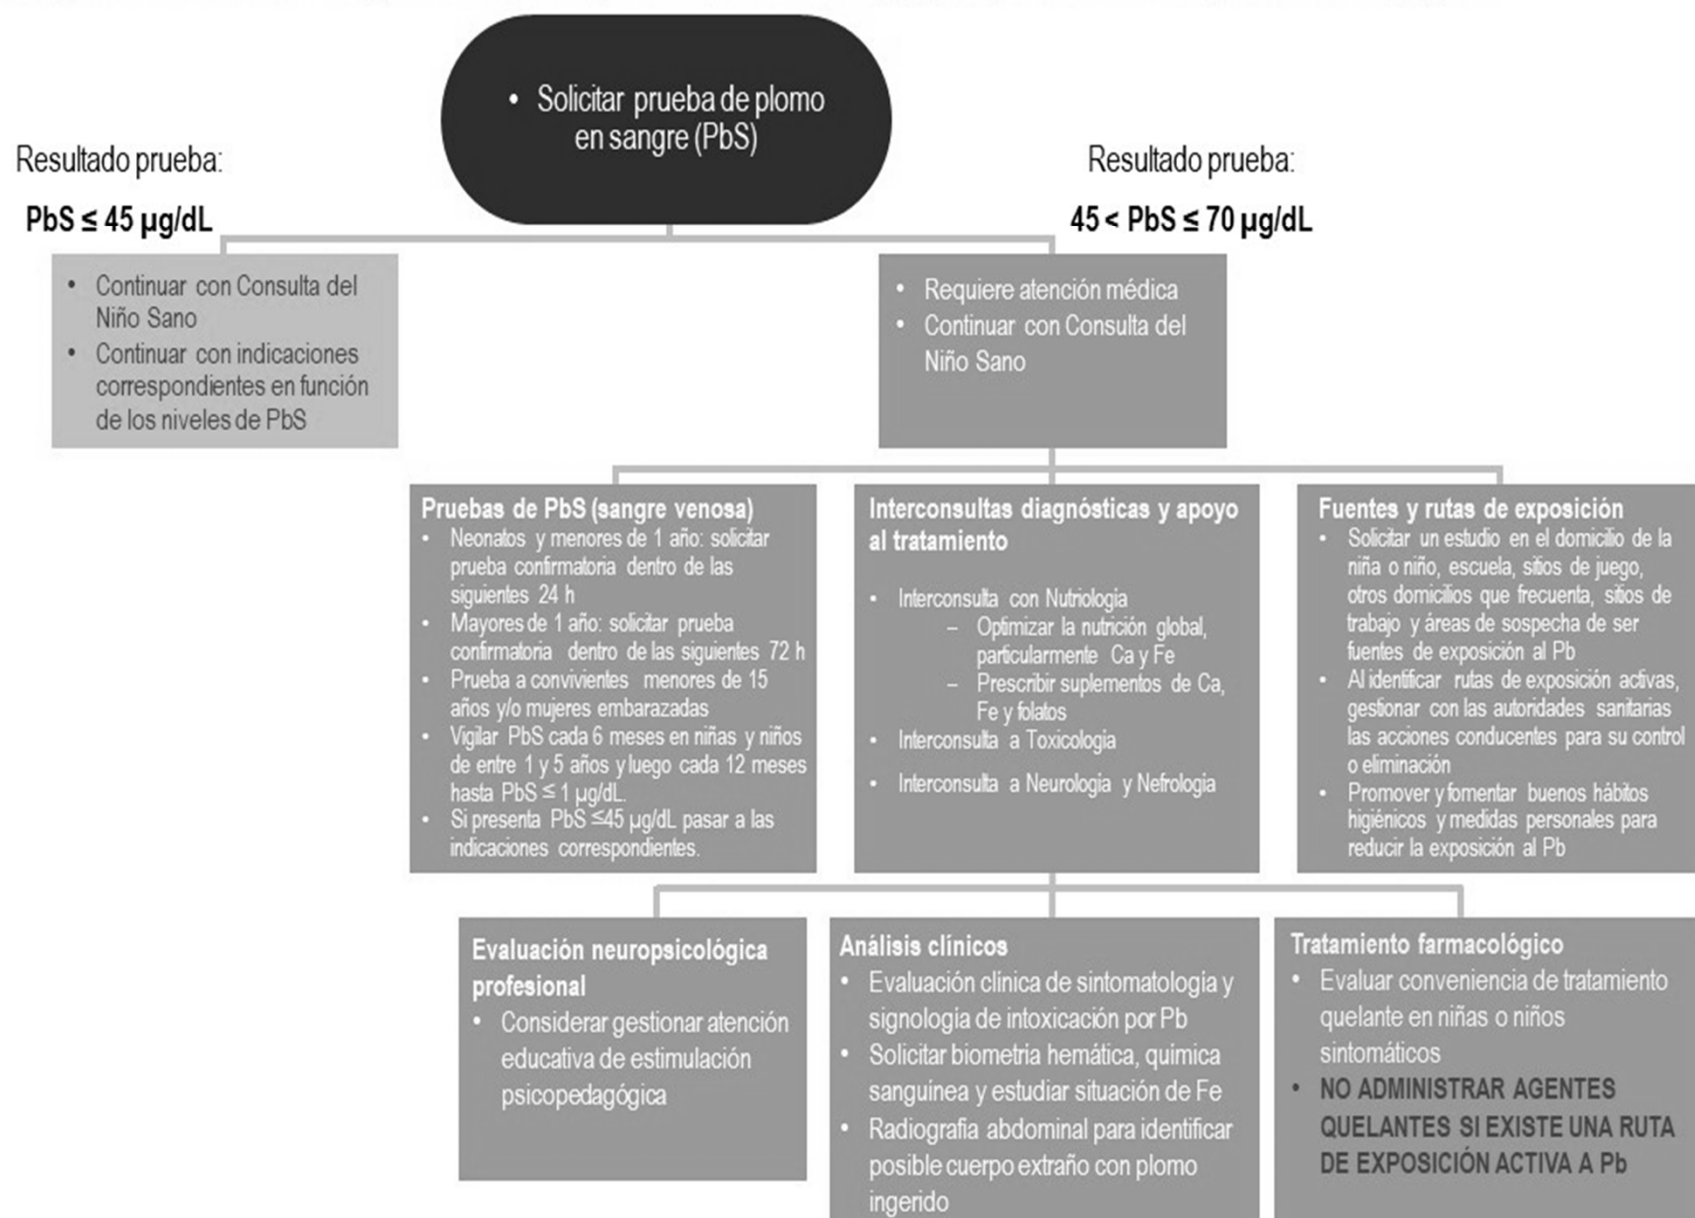 • Solicitar prueba de plomo
en sangre (PbS)
Resultado prueba:
PbS ≤ 45 µg/dL
Resultado prueba:
45 < PbS ≤ 70 µg/dL
• Continuar con Consulta del
Niño Sano
• Continuar con indicaciones
correspondientes en función
de los niveles de PbS
• Requiere atención médica
• Continuar con Consulta del
Niño Sano
Pruebas de PbS (sangre venosa)
• Neonatos y menores de 1 año: solicitar
prueba confirmatoria dentro de las
siguientes 24 h
• Mayores de 1 año: solicitar prueba
confirmatoria dentro de las siguientes 72 h
• Prueba a convivientes menores de 15
años y/o mujeres embarazadas
• Vigilar PbS cada 6 meses en niñas y niños
de entre 1 y 5 años y luego cada 12 meses
hasta PbS ≤ 1 µg/dL.
• Si presenta PbS ≤45 µg/dL pasar a las
indicaciones correspondientes.
Interconsultas diagnósticas y apoyo
al tratamiento
• Interconsulta con Nutriología
– Optimizar la nutrición global,
particularmente Ca y Fe
– Prescribir suplementos de Ca,
Fe y folatos
• Interconsulta a Toxicología
• Interconsulta a Neurología y Nefrología
Fuentes y rutas de exposición
• Solicitar un estudio en el domicilio de la
niña o niño, escuela, sitios de juego,
otros domicilios que frecuenta, sitios de
trabajo y áreas de sospecha de ser
fuentes de exposición al Pb
• Al identificar rutas de exposición activas,
gestionar con las autoridades sanitarias
las acciones conducentes para su control
o eliminación
• Promover y fomentar buenos hábitos
higiénicos y medidas personales para
reducir la exposición al Pb
Evaluación neuropsicológica
profesional
• Considerar gestionar atención
educativa de estimulación
psicopedagógica
Análisis clínicos
• Evaluación clínica de sintomatología y
signología de intoxicación por Pb
• Solicitar biometría hemática, química
sanguínea y estudiar situación de Fe
• Radiografía abdominal para identificar
posible cuerpo extraño con plomo
ingerido
Tratamiento farmacológico
• Evaluar conveniencia de tratamiento
quelante en niñas o niños
sintomáticos
• NO ADMINISTRAR AGENTES
QUELANTES SI EXISTE UNA RUTA
DE EXPOSICIÓN ACTIVA A Pb